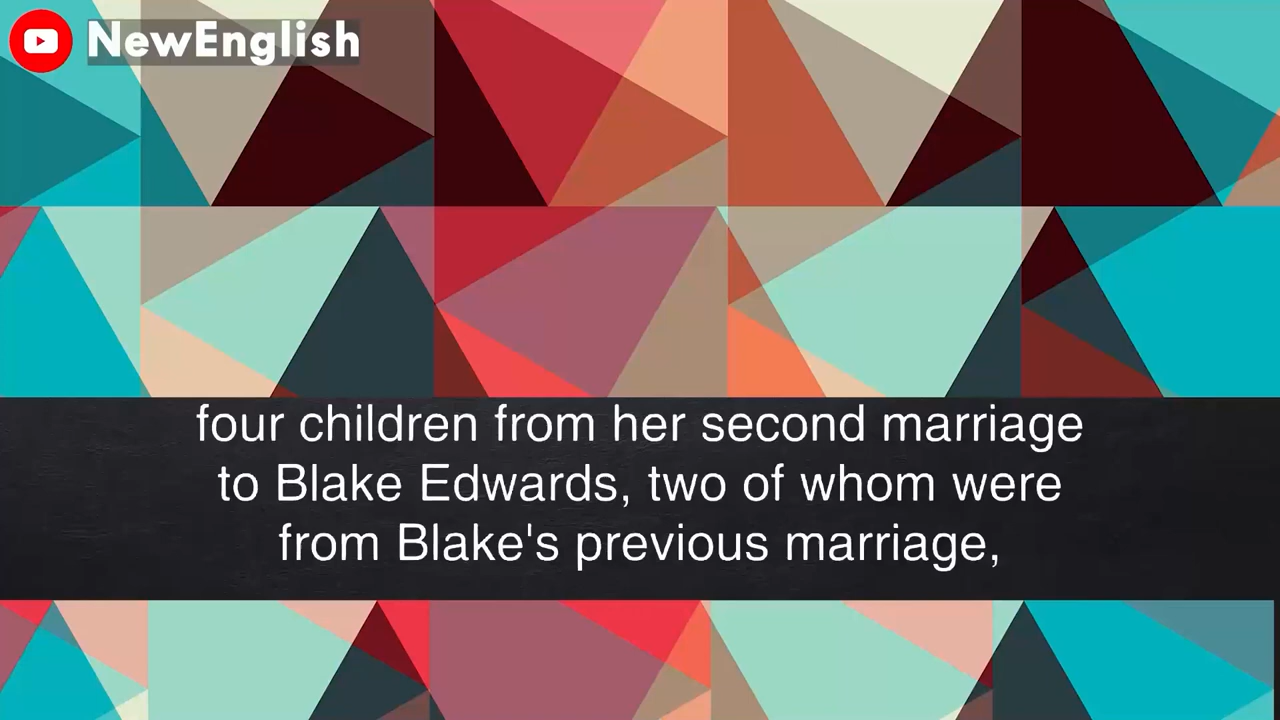 NewEnglish
four children from her second marriage
to Blake Edwards, two of whom were
from Blake's previous marriage,